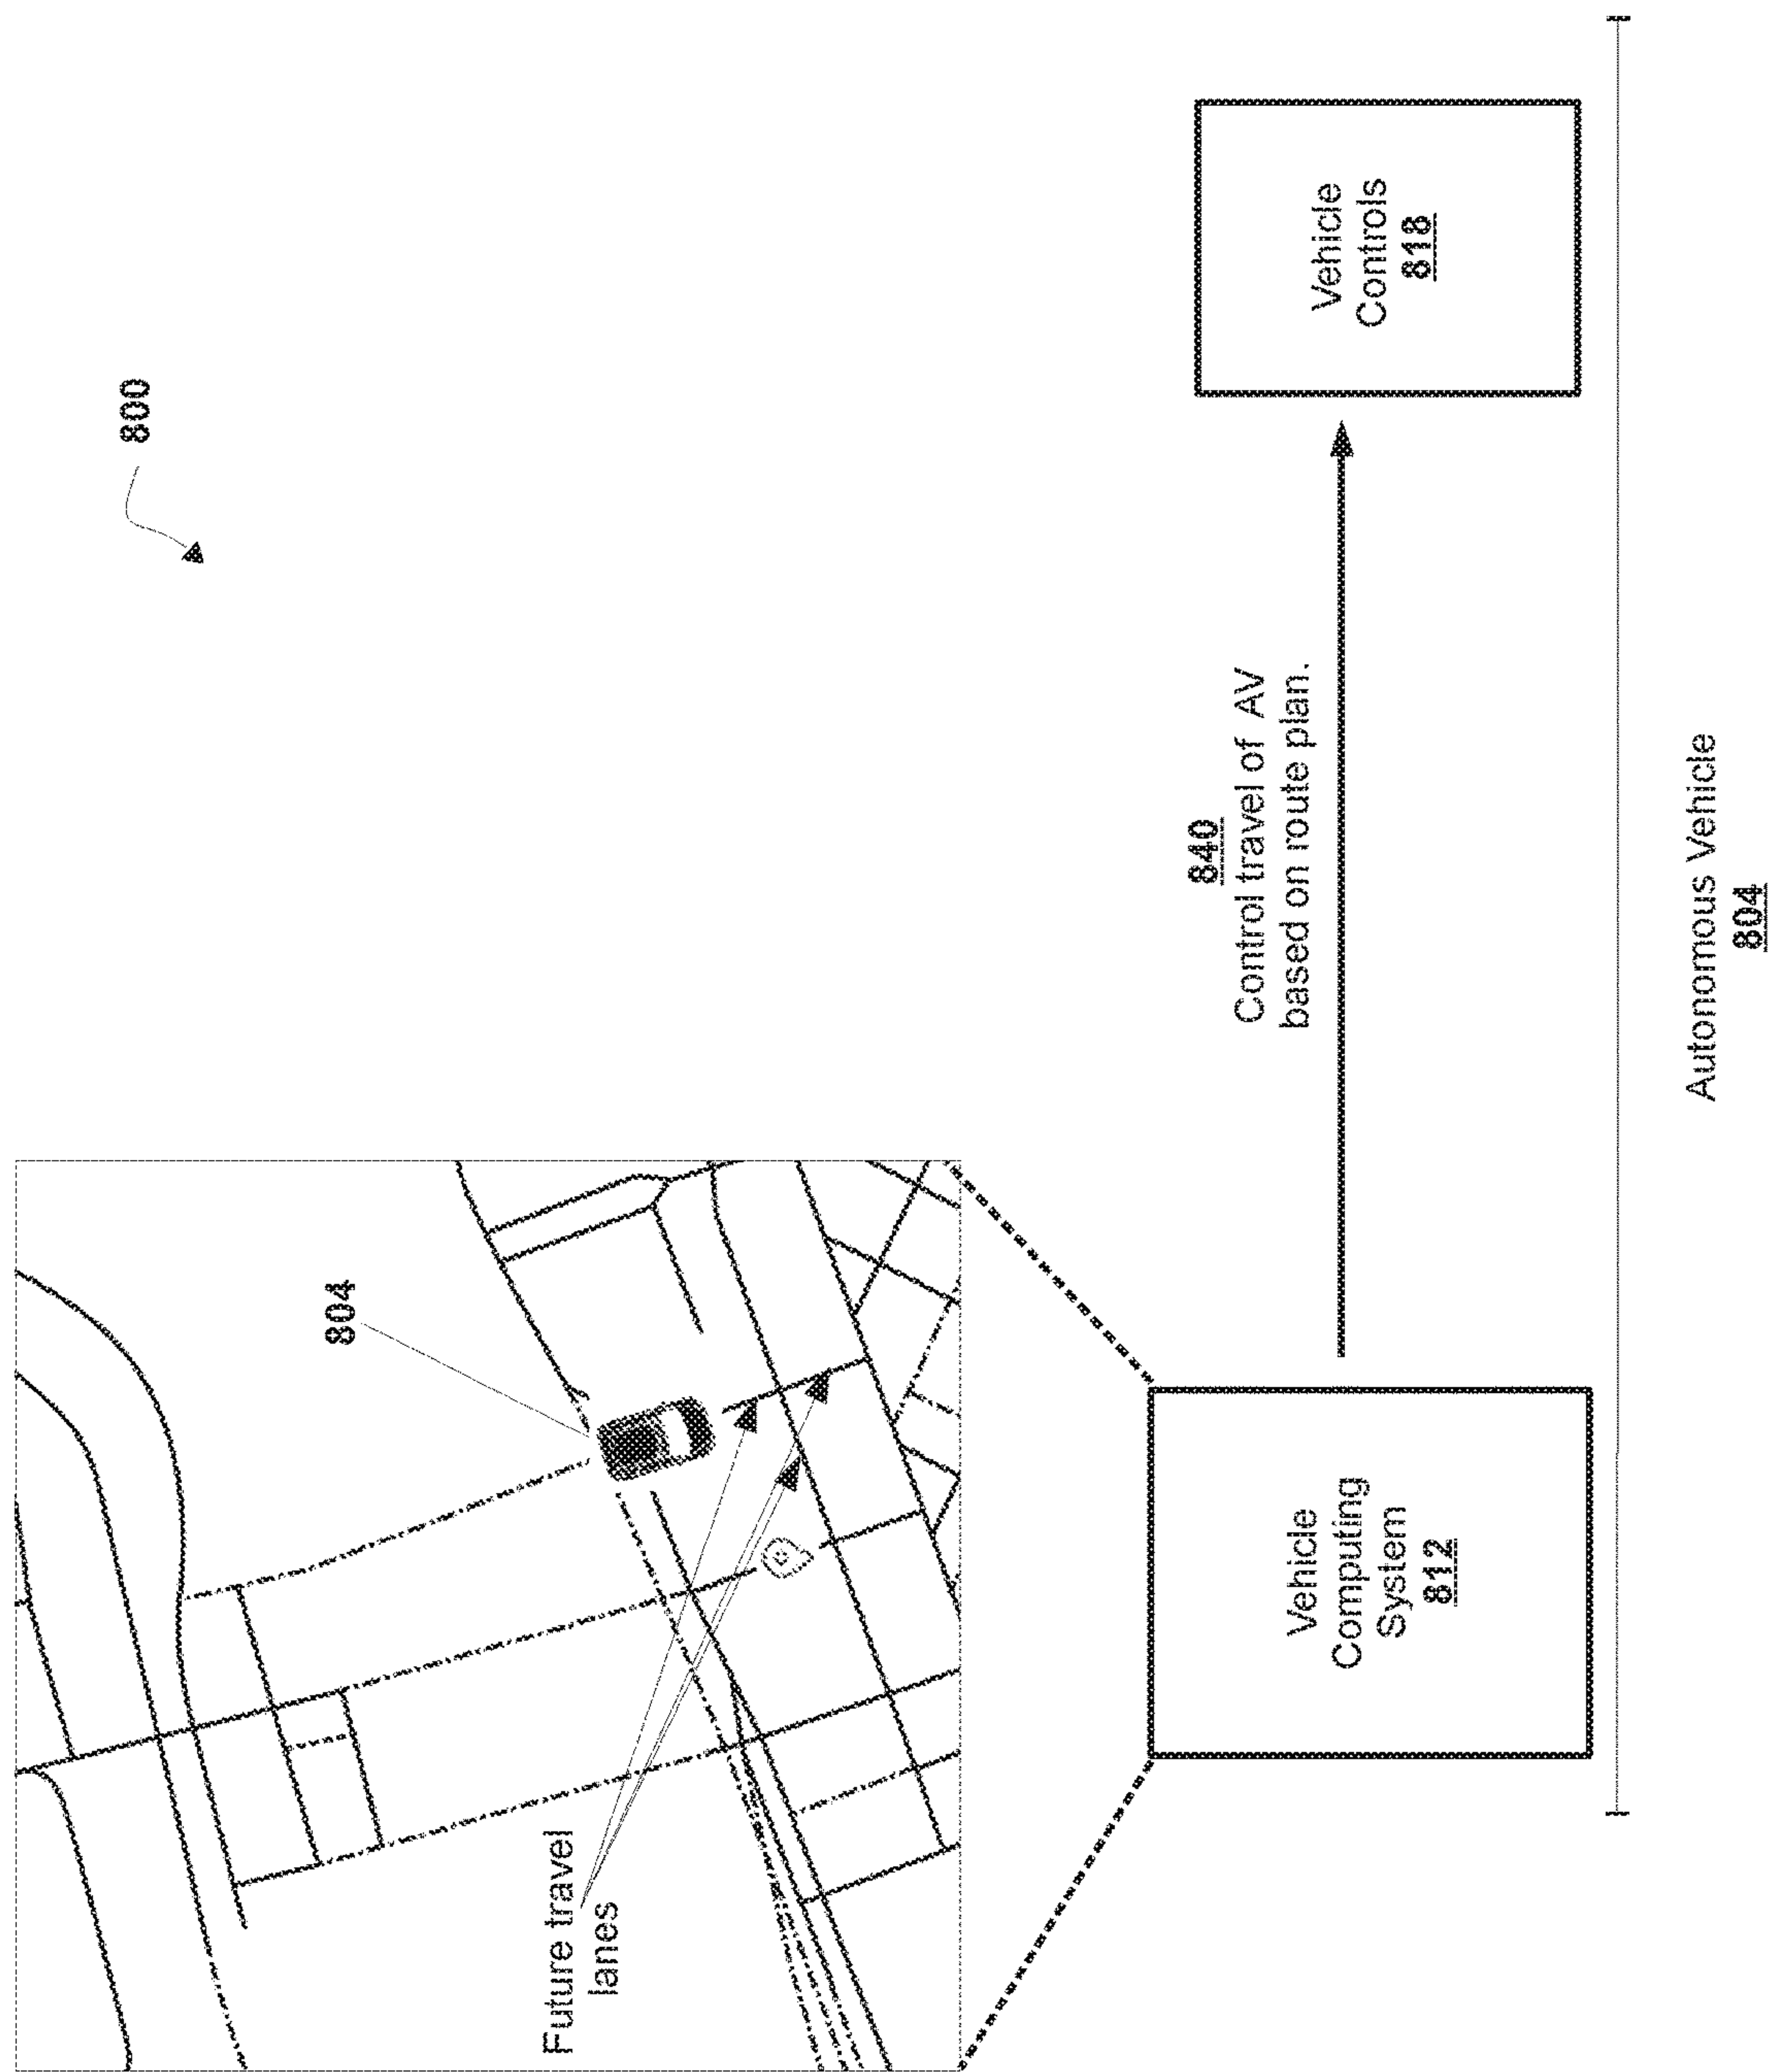 800
804
Future travel
lanes
840
Control travel of AV
based on route plan.
Vehicle
Computing
System
812
Vehicle
Controls
818
Autonomous Vehicle
804